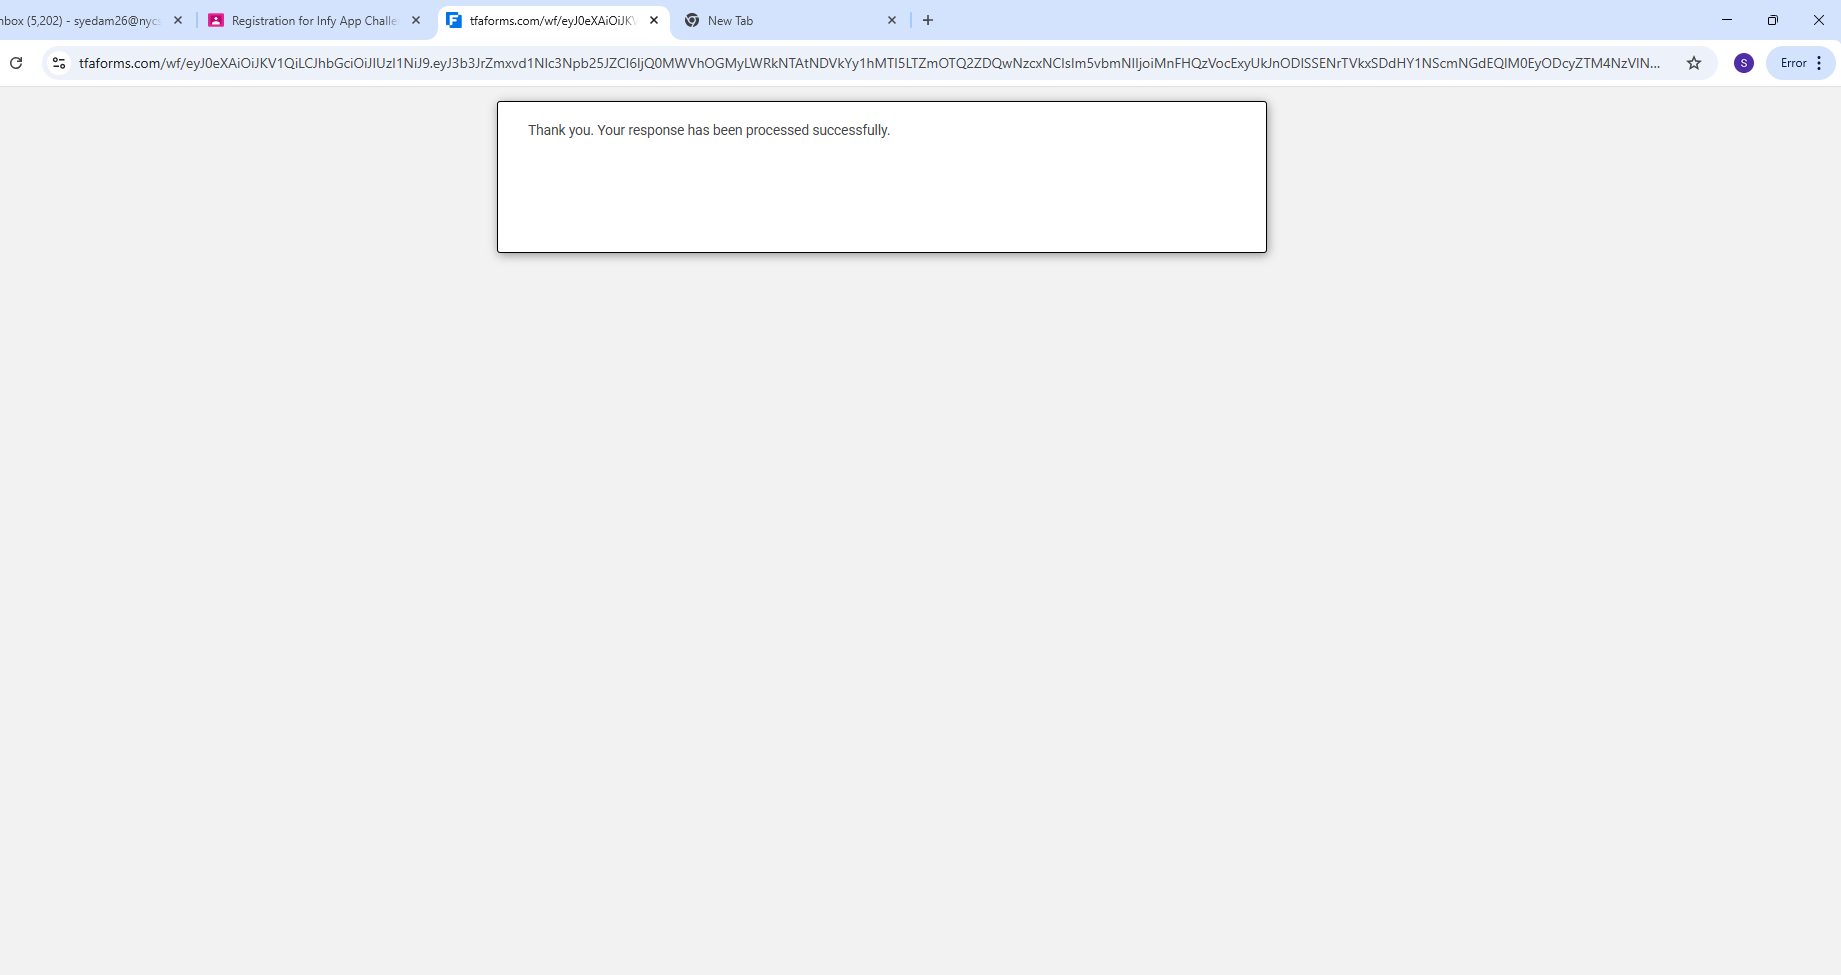 nbox (5,202) - syedam26@nyc
Registration for Infy App Challe
tfaforms.com/wf/eyJ0eXAiOiJKV
New Tab
tfaforms.com/wf/eyJ0eXAiOiJKV1QiLCJhbGciOiJIUzI1NiJ9.eyJ3b3JrZmxvd1Nlc3Npb25JZCI6IjQ0MWVhOGMyLWRkNTAtNDVkYy1hMTI5LTZmOTQ2ZDQwNzcxNCIsIm5vbmNlIjoiMnFHQzVocExyUkJnODlSSENrTVkxSDdHY1NScmNGdEQlM0EyODcyZTM4NzVlN...
S
Error
Thank you. Your response has been processed successfully.